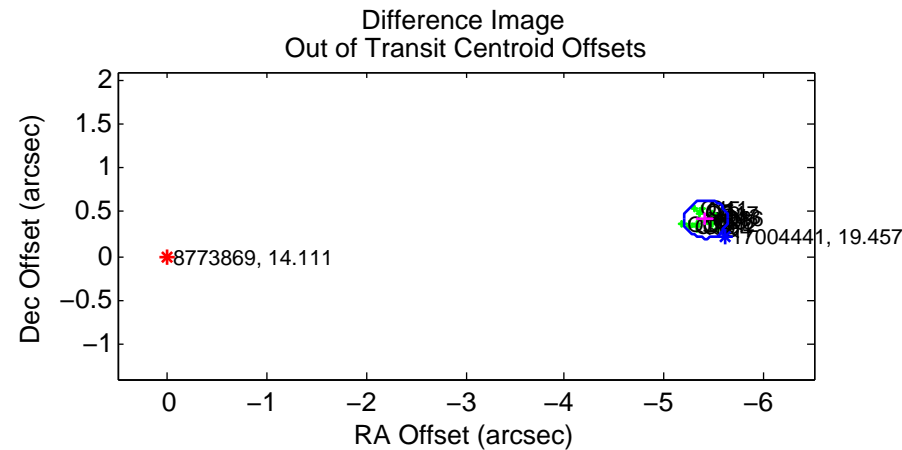 Difference Image
Out of Transit Centroid Offsets
2
1.5
1
0.5
0
−0.5
−1
Dec Offset (arcsec)
8773869, 14.111
17004441, 19.457
0 −1 −2 −3 −4 −5 −6
RA Offset (arcsec)